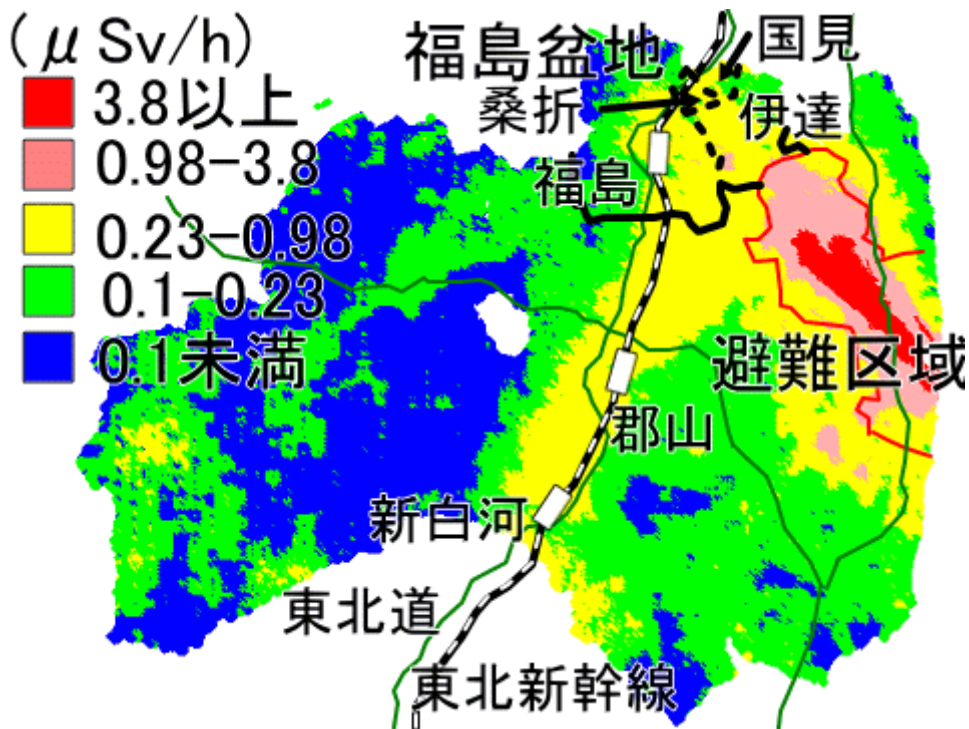 (μSv/h)
3.8以上
0.98-3.8
0.23-0.98
0.1-0.23
0.1未満
福島盆地
国見
桑折
伊達
福島
避難区域
郡山
新白河
東北道
東北新幹線